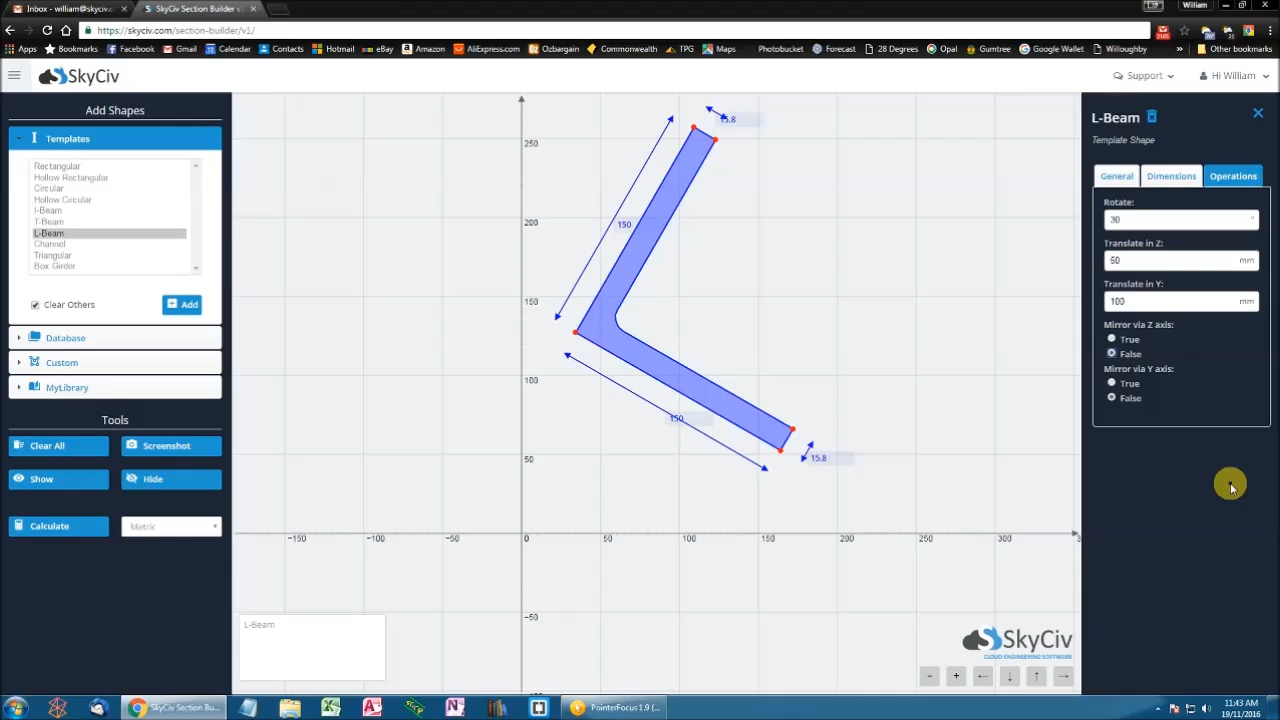 Inbox - william@skyciv.c
SkyCiv Section Builder v
William
https://skyciv.com/section-builder/v1/
Apps
Bookmarks
Facebook
Gmail
Calendar
Contacts
Hotmail
eBay
Amazon
AliExpress.com
Ozbargain
Commonwealth
TPG
Maps
Photobucket
Forecast
28 Degrees
Opal
Gumtree
Google Wallet
Willoughby
»
Other bookmarks
SkyCiv
Support
Hi William
Add Shapes
Templates
Rectangular
Hollow Rectangular
Circular
Hollow Circular
I-Beam
T-Beam
L-Beam
Channel
Triangular
Box Girder
Clear Others
Add
Database
Custom
MyLibrary
Tools
Clear All
Screenshot
Show
Hide
Calculate
Metric
250
200
150
100
50
-50
-150
-100
-50
0
50
100
150
200
250
300
15.8
150
150
15.8
L-Beam
SkyCiv
CLOUD ENGINEERING SOFTWARE
- + ← ↓ ↑ →
L-Beam
Template Shape
General
Dimensions
Operations
Rotate:
30 °
Translate in Z:
50 mm
Translate in Y:
100 mm
Mirror via Z axis:
True
False
Mirror via Y axis:
True
False
SkyCiv Section Bu...
PointerFocus 1.9 (...
11:43 AM
19/11/2016